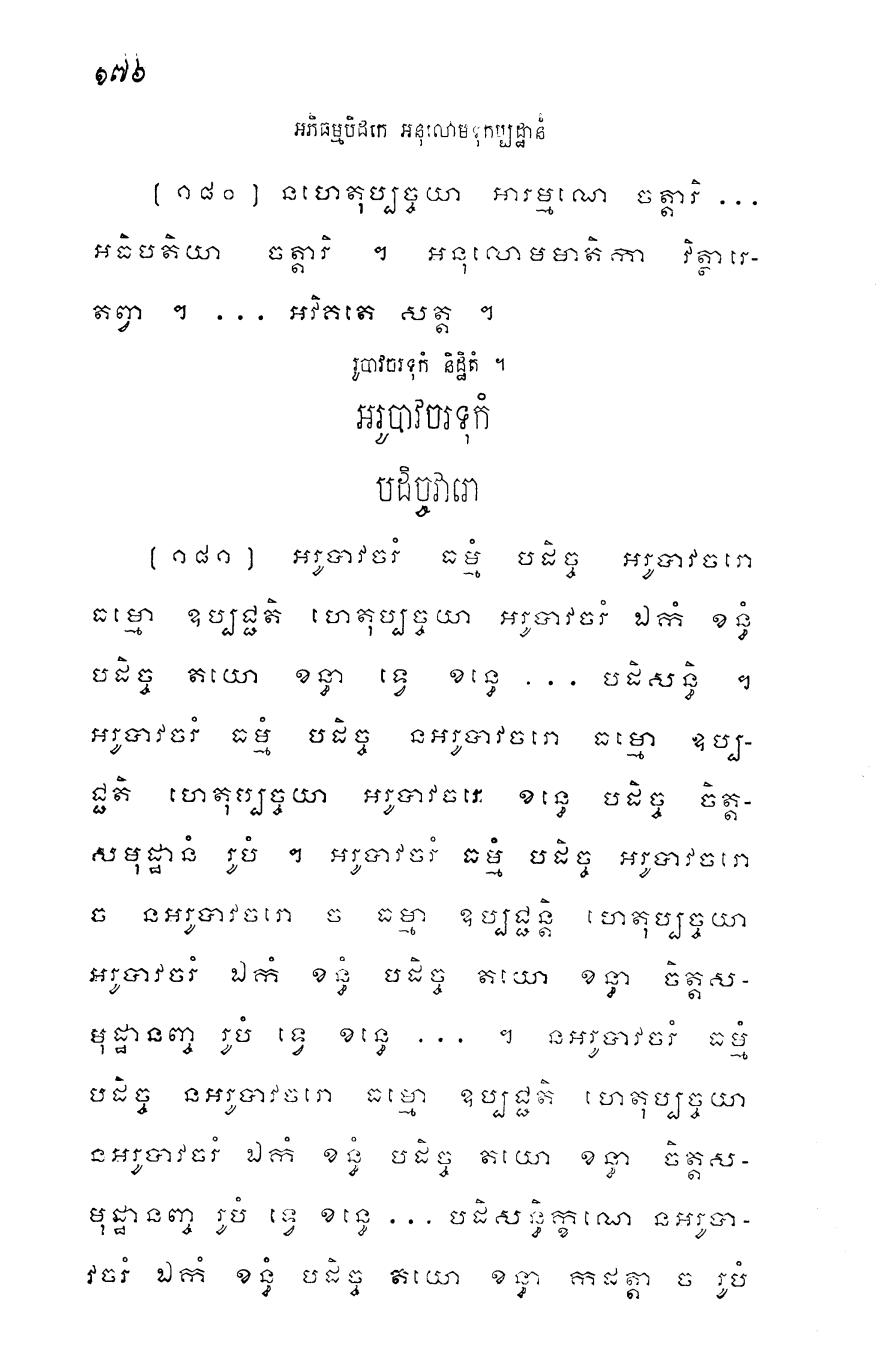 ១៧៦
អភិធម្មបិដកេ អនុលោមទុកប្បដ្ឋានំ
[ ១៨០ ] នហេតុប្បច្ចយា អារម្មណេ ចត្តារិ ...
អធិបតិយា ចត្តារិ ។ អនុលោមមាតិកា វិត្ថារេ-
តព្វា ។ ... អវិគតេ សត្ត ។
រូបាវចរទុកំ និដ្ឋិតំ ។
អរូបាវចរទុកំ
បដិច្ចវារោ
[ ១៨១ ] អរូបាវចរំ ធម្មំ បដិច្ច អរូបាវចរោ
ធម្មោ ឧប្បជ្ជតិ ហេតុប្បច្ចយា អរូបាវចរំ ឯកំ ខន្ធំ
បដិច្ច តយោ ខន្ធា ទ្វេ ខន្ធេ ... បដិសន្ធិ ។
អរូបាវចរំ ធម្មំ បដិច្ច នអរូបាវចរោ ធម្មោ ឧប្ប-
ជ្ជតិ ហេតុប្បច្ចយា អរូបាវចរេ ខន្ធេ បដិច្ច ចិត្ត-
សមុដ្ឋានំ រូបំ ។ អរូបាវចរំ ធម្មំ បដិច្ច អរូបាវចរោ
ច នអរូបាវចរោ ច ធម្មា ឧប្បជ្ជន្តិ ហេតុប្បច្ចយា
អរូបាវចរំ ឯកំ ខន្ធំ បដិច្ច តយោ ខន្ធា ចិត្តស-
មុដ្ឋានញ្ច រូបំ ទ្វេ ខន្ធេ ... ។ នអរូបាវចរំ ធម្មំ
បដិច្ច នអរូបាវចរោ ធម្មោ ឧប្បជ្ជតិ ហេតុប្បច្ចយា
នអរូបាវចរំ ឯកំ ខន្ធំ បដិច្ច តយោ ខន្ធា ចិត្តស-
មុដ្ឋានញ្ច រូបំ ទ្វេ ខន្ធេ ... បដិសន្ធិក្ខណេ នអរូបា-
វចរំ ឯកំ ខន្ធំ បដិច្ច តយោ ខន្ធា កដត្តា ច រូបំ